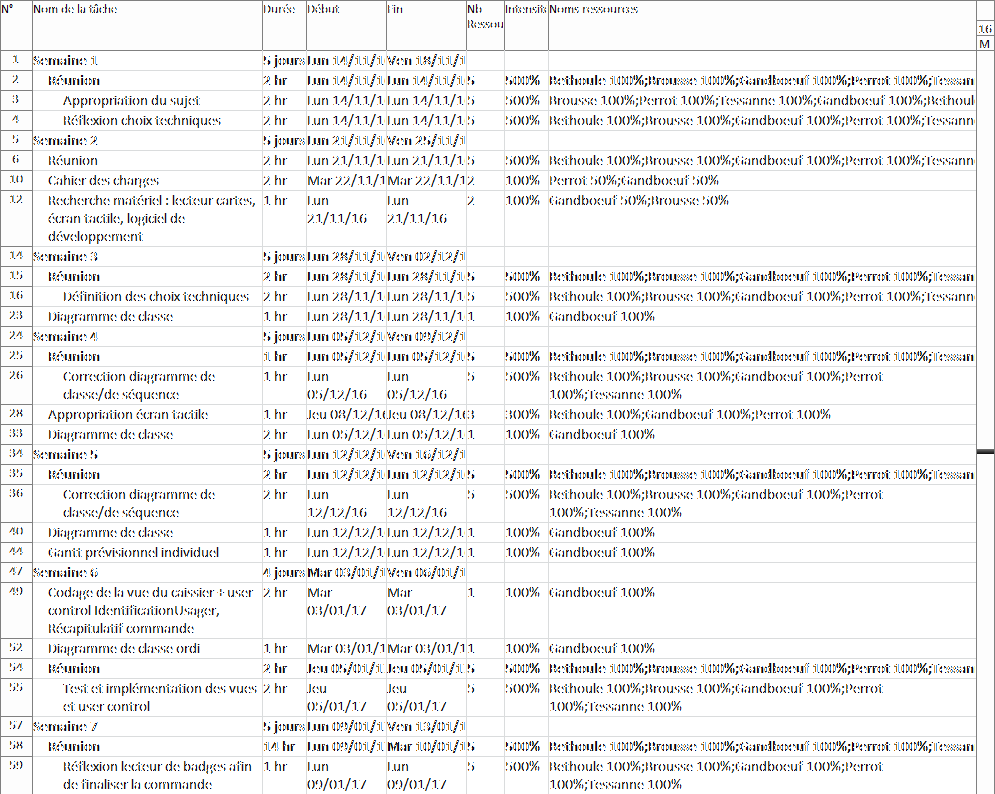 N° Nom de la tâche Durée Début Fin Nb Intensité Noms ressources
Ressou
16
M
1 Semaine 1 5 jours Lun 14/11/1 Ven 18/11/1
2 Réunion 2 hr Lun 14/11/1 Lun 14/11/1 5 500% Bethoule 100%;Brousse 100%;Gandboeuf 100%;Perrot 100%;Tessan
3 Appropriation du sujet 2 hr Lun 14/11/1 Lun 14/11/1 5 500% Brousse 100%;Perrot 100%;Tessanne 100%;Gandboeuf 100%;Bethoul
4 Réflexion choix techniques 2 hr Lun 14/11/1 Lun 14/11/1 5 500% Bethoule 100%;Brousse 100%;Gandboeuf 100%;Perrot 100%;Tessann
5 Semaine 2 5 jours Lun 21/11/1 Ven 25/11/1
6 Réunion 2 hr Lun 21/11/1 Lun 21/11/1 5 500% Bethoule 100%;Brousse 100%;Gandboeuf 100%;Perrot 100%;Tessann
10 Cahier des charges 2 hr Mar 22/11/1 Mar 22/11/1 2 100% Perrot 50%;Gandboeuf 50%
12 Recherche matériel : lecteur cartes, 1 hr Lun Lun 2 Gandboeuf 50%;Brousse 50%
écran tactile, logiciel de 21/11/16 21/11/16
développement
14 Semaine 3 5 jours Lun 28/11/1 Ven 02/12/1
15 Réunion 2 hr Lun 28/11/1 Lun 28/11/1 5 500% Bethoule 100%;Brousse 100%;Gandboeuf 100%;Perrot 100%;Tessan
16 Définition des choix techniques 2 hr Lun 28/11/1 Lun 28/11/1 5 500% Bethoule 100%;Brousse 100%;Gandboeuf 100%;Perrot 100%;Tessann
23 Diagramme de classe 1 hr Lun 28/11/1 Lun 28/11/1 1 100% Gandboeuf 100%
24 Semaine 4 5 jours Lun 05/12/1 Ven 09/12/1
25 Réunion 1 hr Lun 05/12/1 Lun 05/12/1 5 500% Bethoule 100%;Brousse 100%;Gandboeuf 100%;Perrot 100%;Tessan
26 Correction diagramme de 1 hr Lun Lun 5 500% Bethoule 100%;Brousse 100%;Gandboeuf 100%;Perrot
classe/de séquence 05/12/16 05/12/16 100%;Tessanne 100%
28 Appropriation écran tactile 1 hr Jeu 08/12/16 Jeu 08/12/16 3 300% Bethoule 100%;Gandboeuf 100%;Perrot 100%
33 Diagramme de classe 2 hr Lun 05/12/1 Lun 05/12/1 1 100% Gandboeuf 100%
34 Semaine 5 5 jours Lun 12/12/1 Ven 16/12/1
35 Réunion 2 hr Lun 12/12/1 Lun 12/12/1 5 500% Bethoule 100%;Brousse 100%;Gandboeuf 100%;Perrot 100%;Tessan
36 Correction diagramme de 2 hr Lun Lun 5 500% Bethoule 100%;Brousse 100%;Gandboeuf 100%;Perrot
classe/de séquence 12/12/16 12/12/16 100%;Tessanne 100%
40 Diagramme de classe 1 hr Lun 12/12/1 Lun 12/12/1 1 100% Gandboeuf 100%
44 Gantt prévisionnel individuel 1 hr Lun 12/12/1 Lun 12/12/1 1 100% Gandboeuf 100%
47 Semaine 6 4 jours Mar 03/01/1 Ven 06/01/1
49 Codage de la vue du caissier + user 2 hr Mar Mar 1 100% Gandboeuf 100%
control IdentificationUsager, 03/01/17 03/01/17
Récapitulatif commande
52 Diagramme de classe ordi 1 hr Mar 03/01/1 Mar 03/01/1 1 100% Gandboeuf 100%
54 Réunion 2 hr Jeu 05/01/1 Jeu 05/01/1 5 500% Bethoule 100%;Brousse 100%;Gandboeuf 100%;Perrot 100%;Tessan
55 Test et implémentation des vues 2 hr Jeu Jeu 5 500% Bethoule 100%;Brousse 100%;Gandboeuf 100%;Perrot
et user control 05/01/17 05/01/17 100%;Tessanne 100%
57 Semaine 7 5 jours Lun 09/01/1 Ven 13/01/1
58 Réunion 14 hr Lun 09/01/1 Mar 10/01/1 5 500% Bethoule 100%;Brousse 100%;Gandboeuf 100%;Perrot 100%;Tessan
59 Réflexion lecteur de badges afin 1 hr Lun Lun 5 500% Bethoule 100%;Brousse 100%;Gandboeuf 100%;Perrot
de finaliser la commande 09/01/17 09/01/17 100%;Tessanne 100%